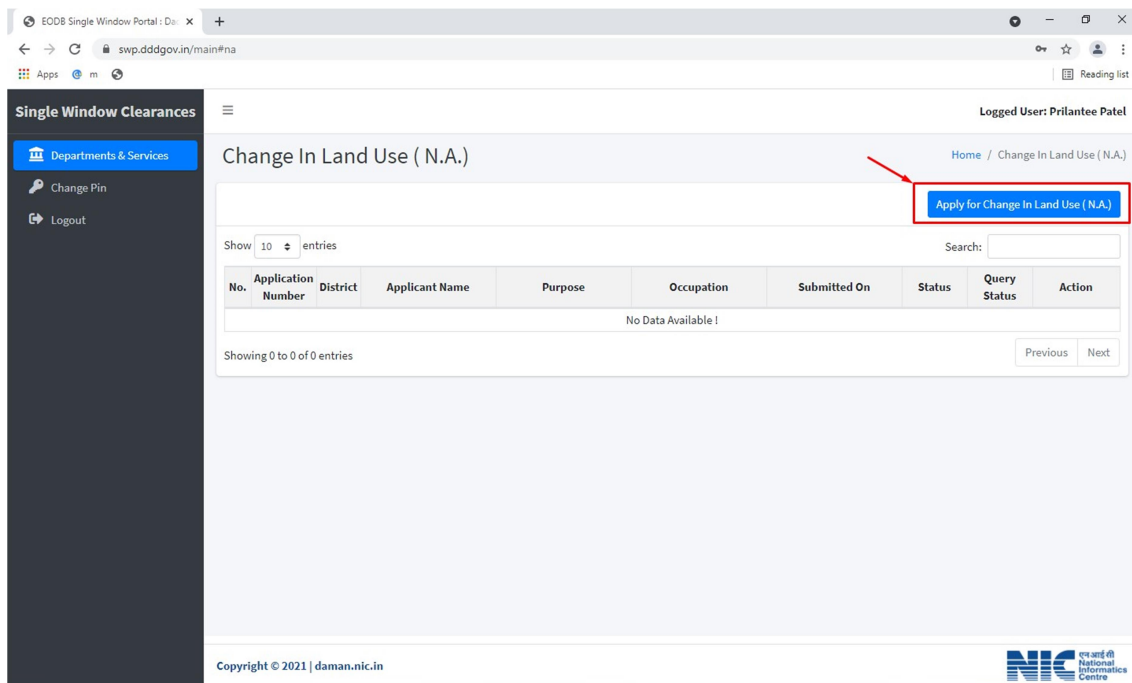 EODB Single Window Portal : Da
swp.dddgov.in/main#na
Apps m
Reading list
Single Window Clearances
Logged User: Prilantee Patel
Departments & Services
Change Pin
Logout
Change In Land Use ( N.A.)
Home / Change In Land Use ( N.A.)
Apply for Change In Land Use ( N.A.)
Show 10 entries
Search:
No. Application Number District Applicant Name Purpose Occupation Submitted On Status Query Status Action
No Data Available !
Showing 0 to 0 of 0 entries
Previous Next
Copyright © 2021 | daman.nic.in
NIC
एन आई सी
National
Informatics
Centre